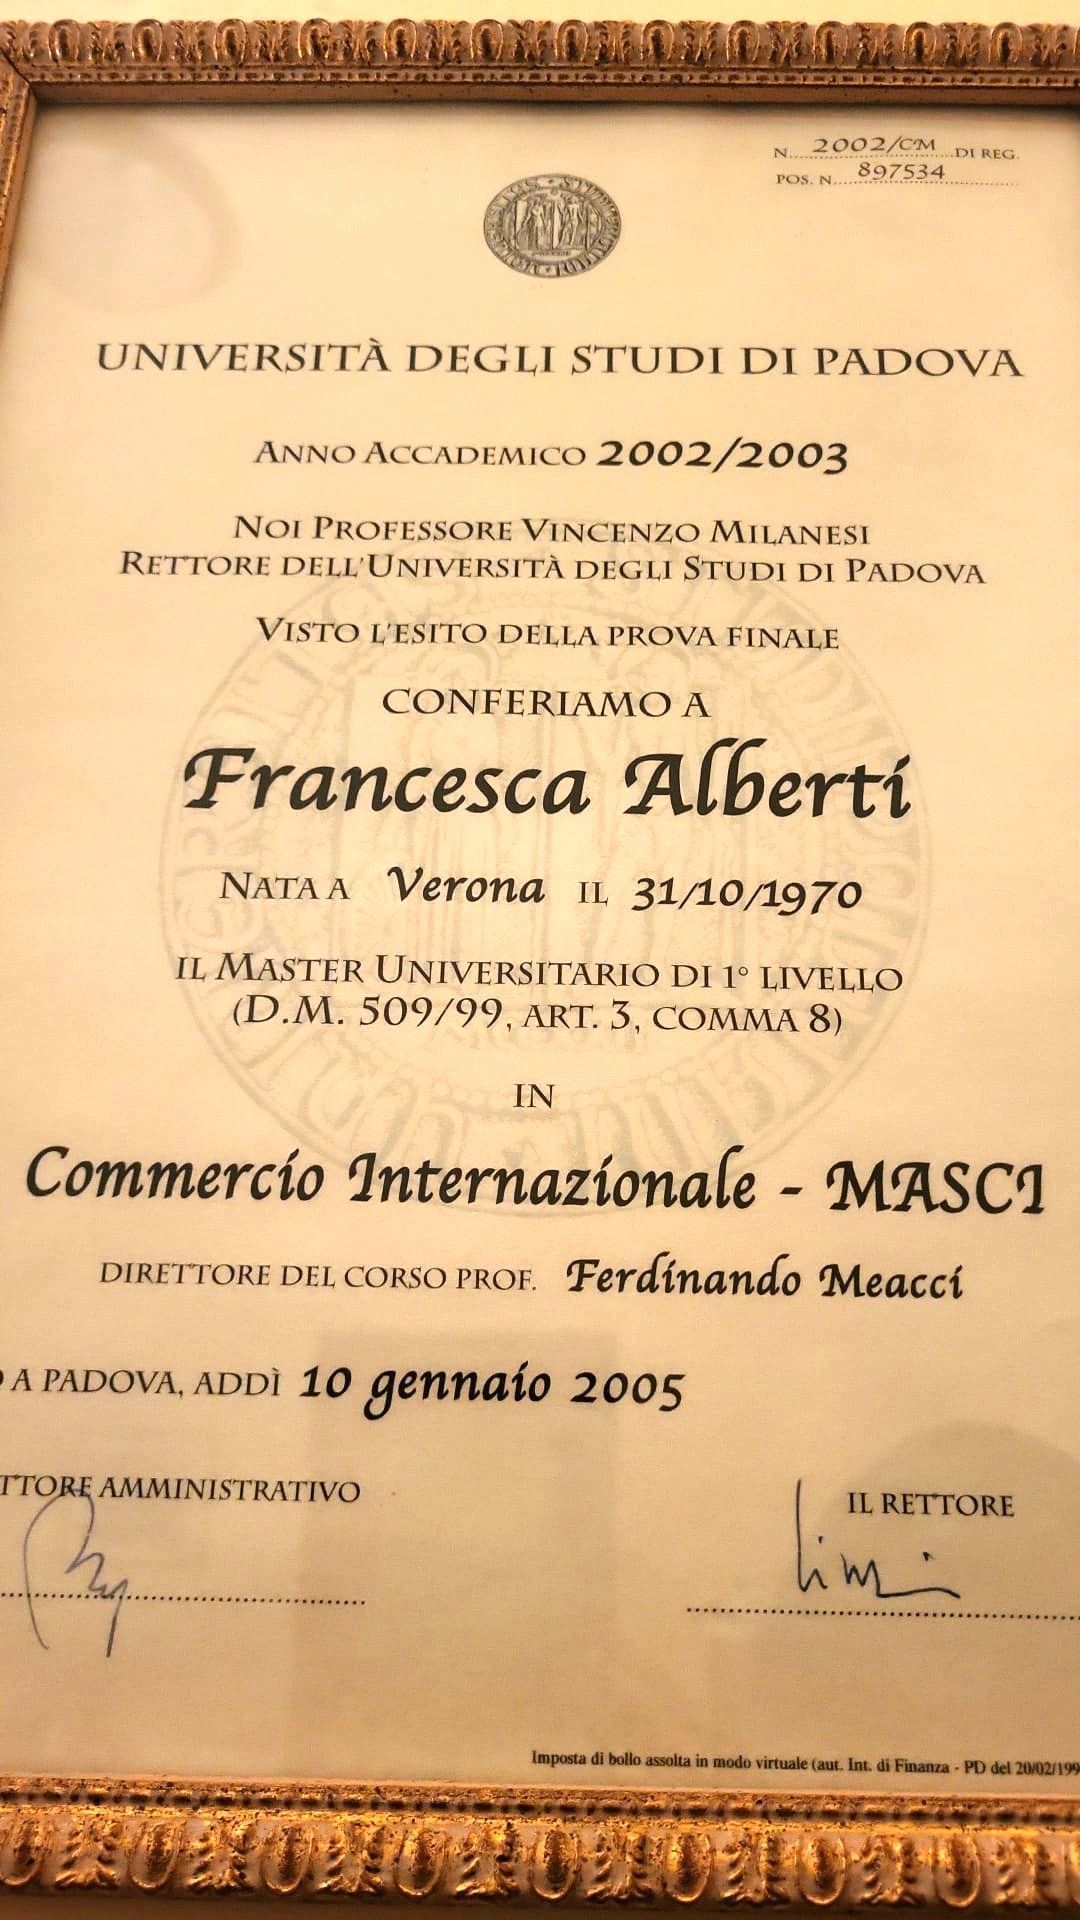 N. 2002/CM DI REG.
POS. N. 897534
UNIVERSITÀ DEGLI STUDI DI PADOVA
ANNO ACCADEMICO 2002/2003
NOI PROFESSORE VINCENZO MILANESI
RETTORE DELL'UNIVERSITÀ DEGLI STUDI DI PADOVA
VISTO L'ESITO DELLA PROVA FINALE
CONFERIAMO A
Francesca Alberti
NATA A Verona IL 31/10/1970
IL MASTER UNIVERSITARIO DI 1° LIVELLO
(D.M. 509/99, ART. 3, COMMA 8)
IN
Commercio Internazionale - MASCI
DIRETTORE DEL CORSO PROF. Ferdinando Meacci
A PADOVA, ADDÌ 10 gennaio 2005
TTORE AMMINISTRATIVO
IL RETTORE
Imposta di bollo assolta in modo virtuale (aut. Int. di Finanza - PD del 20/02/199